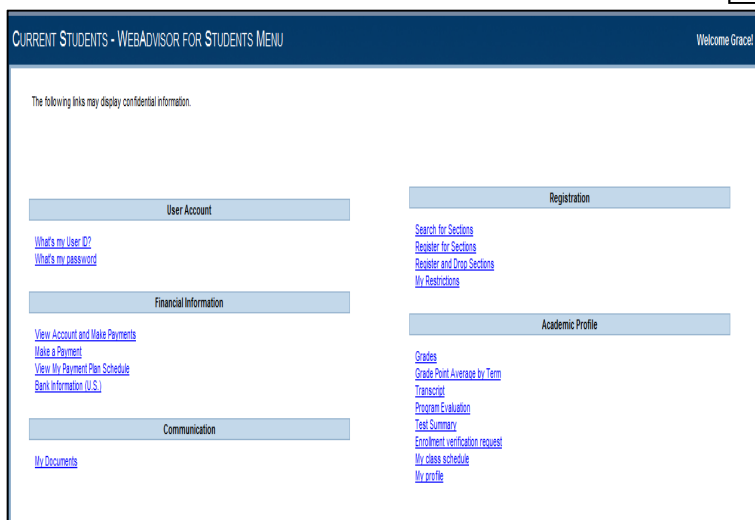 CURRENT STUDENTS - WEBADVISOR FOR STUDENTS MENU
Welcome Grace!
The following links may display confidential information.
User Account
What's my User ID?
What's my password
Financial Information
View Account and Make Payments
Make a Payment
View My Payment Plan Schedule
Bank Information (U.S.)
Communication
My Documents
Registration
Search for Sections
Register for Sections
Register and Drop Sections
My Restrictions
Academic Profile
Grades
Grade Point Average by Term
Transcript
Program Evaluation
Test Summary
Enrollment verification request
My class schedule
My profile